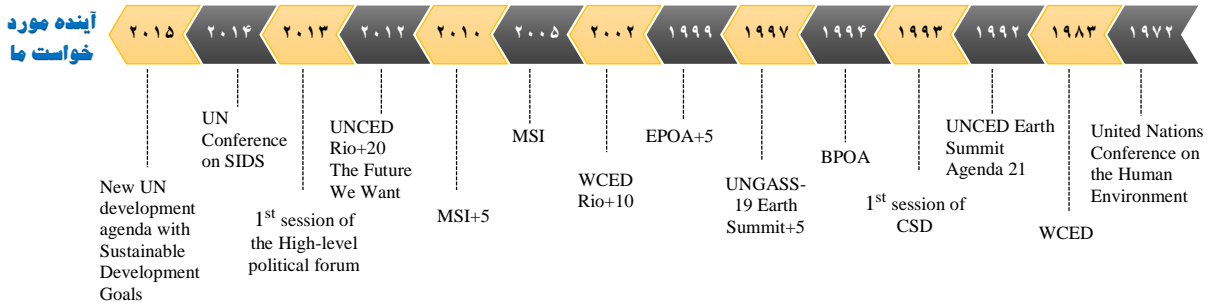 آینده مورد
خواست ما
۲۰۱۵
۲۰۱۴
۲۰۱۳
۲۰۱۲
۲۰۱۰
۲۰۰۵
۲۰۰۲
۱۹۹۹
۱۹۹۷
۱۹۹۴
۱۹۹۳
۱۹۹۲
۱۹۸۳
۱۹۷۲
New UN
development
agenda with
Sustainable
Development
Goals
UN
Conference
on SIDS
1st session of
the High-level
political forum
UNCED
Rio+20
The Future
We Want
MSI+5
MSI
WCED
Rio+10
EPOA+5
UNGASS-
19 Earth
Summit+5
BPOA
1st session of
CSD
UNCED Earth
Summit
Agenda 21
WCED
United Nations
Conference on
the Human
Environment